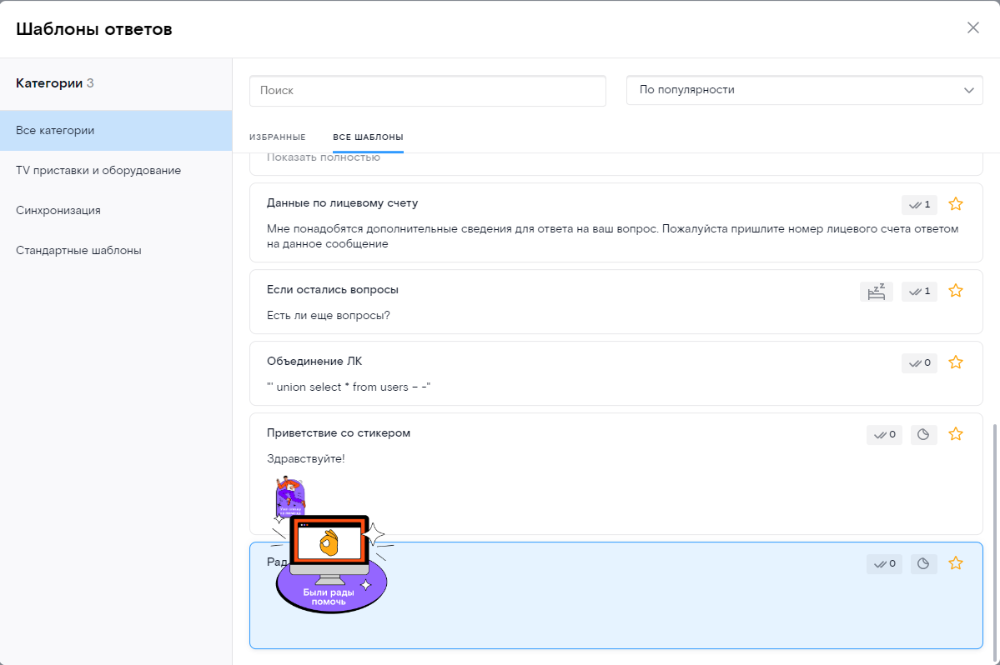 Шаблоны ответов
Категории 3
Все категории
TV приставки и оборудование
Синхронизация
Стандартные шаблоны
Поиск
По популярности
ИЗБРАННЫЕ
ВСЕ ШАБЛОНЫ
Показать полностью
Данные по лицевому счету
1
Мне понадобятся дополнительные сведения для ответа на ваш вопрос. Пожалуйста пришлите номер лицевого счета ответом
на данное сообщение
Если остались вопросы
1
Есть ли еще вопросы?
Объединение ЛК
0
"' union select * from users – -"
Приветствие со стикером
0
Здравствуйте!
0
Были рады
помочь